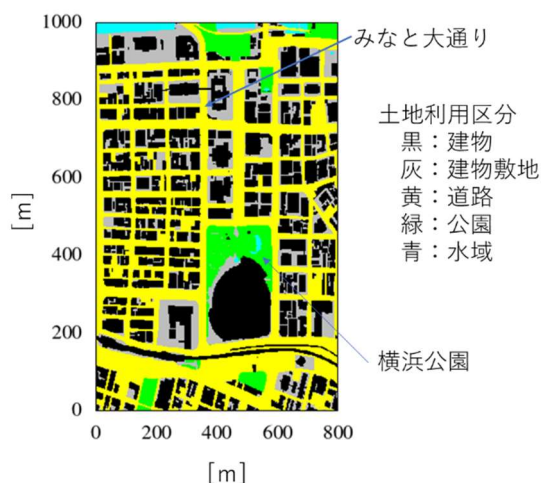 1000
800
600
400
200
0
[m]
0 200 400 600 800
[m]
みなと大通り
土地利用区分
黒：建物
灰：建物敷地
黄：道路
緑：公園
青：水域
横浜公園